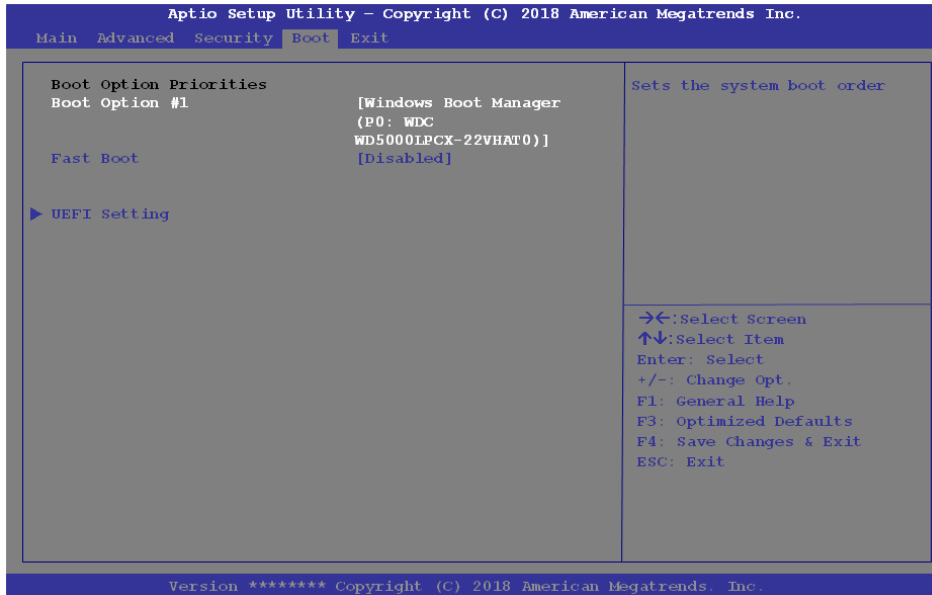 Aptio Setup Utility – Copyright (C) 2018 American Megatrends Inc.
Main Advanced Security Boot Exit
Boot Option Priorities
Boot Option #1 [Windows Boot Manager
(P0: WDC
WD5000LPCX-22VHAT0)]
Fast Boot [Disabled]
▶ UEFI Setting
Sets the system boot order
→←:Select Screen
↑↓:Select Item
Enter: Select
+/-: Change Opt.
F1: General Help
F3: Optimized Defaults
F4: Save Changes & Exit
ESC: Exit
Version ******** Copyright (C) 2018 American Megatrends. Inc.